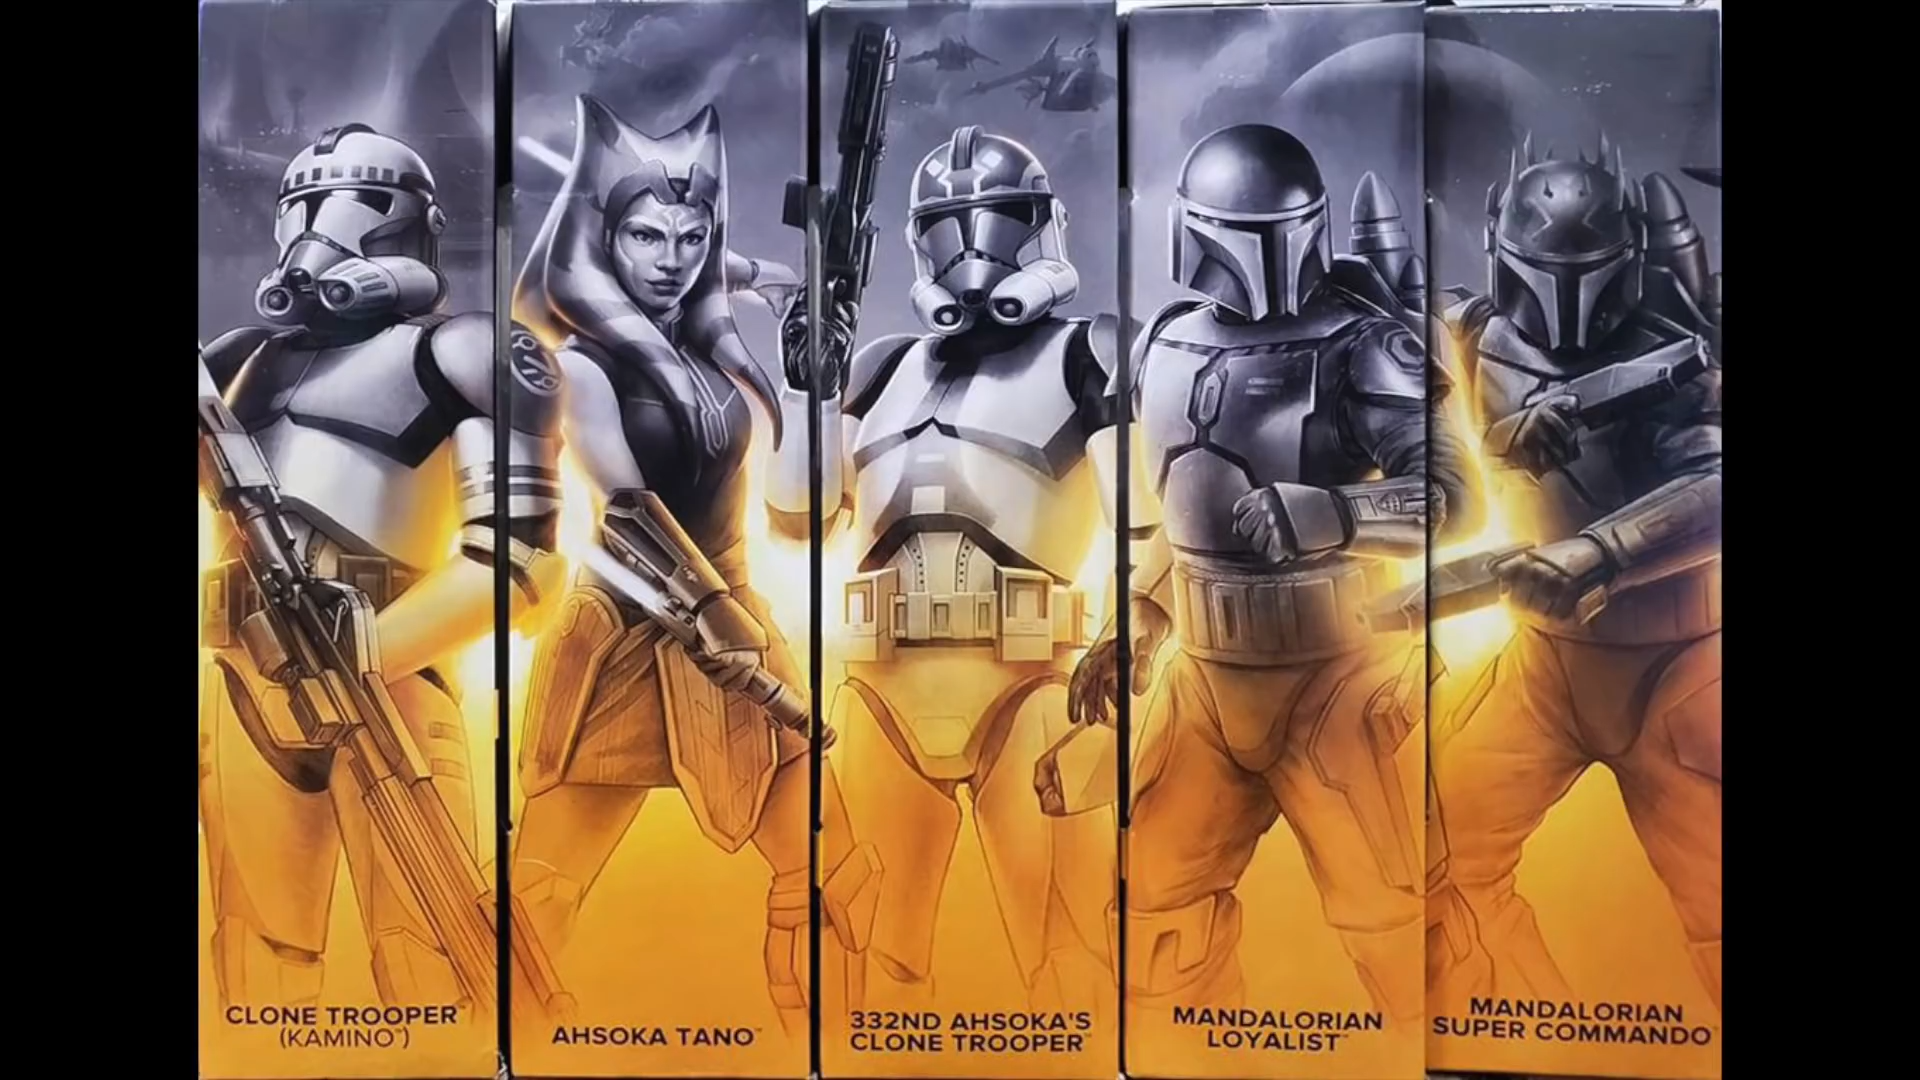 CLONE TROOPER™
(KAMINO™)
AHSOKA TANO™
332ND AHSOKA'S
CLONE TROOPER™
MANDALORIAN
LOYALIST™
MANDALORIAN
SUPER COMMANDO™